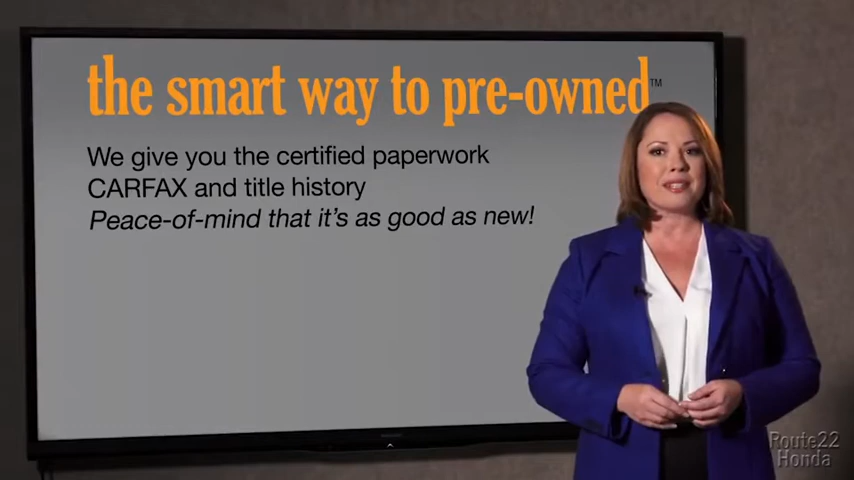 the smart way to pre-owned™
We give you the certified paperwork
CARFAX and title history
Peace-of-mind that it's as good as new!
Route22
Honda